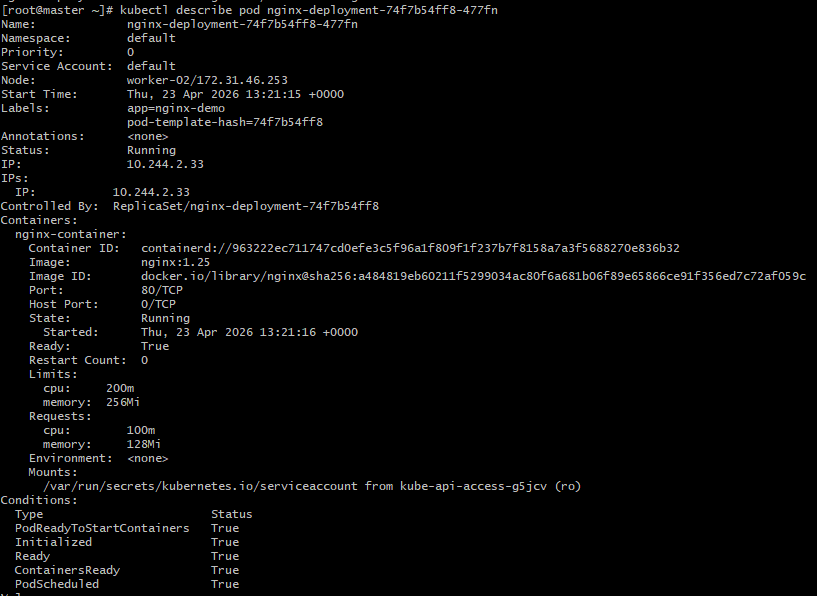 [root@master ~]# kubectl describe pod nginx-deployment-74f7b54ff8-477fn
Name:             nginx-deployment-74f7b54ff8-477fn
Namespace:        default
Priority:         0
Service Account:  default
Node:             worker-02/172.31.46.253
Start Time:       Thu, 23 Apr 2026 13:21:15 +0000
Labels:           app=nginx-demo
                  pod-template-hash=74f7b54ff8
Annotations:      <none>
Status:           Running
IP:               10.244.2.33
IPs:
  IP:           10.244.2.33
Controlled By:  ReplicaSet/nginx-deployment-74f7b54ff8
Containers:
  nginx-container:
    Container ID:   containerd://963222ec711747cd0efe3c5f96a1f809f1f237b7f8158a7a3f5688270e836b32
    Image:          nginx:1.25
    Image ID:       docker.io/library/nginx@sha256:a484819eb60211f5299034ac80f6a681b06f89e65866ce91f356ed7c72af059c
    Port:           80/TCP
    Host Port:      0/TCP
    State:          Running
      Started:      Thu, 23 Apr 2026 13:21:16 +0000
    Ready:          True
    Restart Count:  0
    Limits:
      cpu:     200m
      memory:  256Mi
    Requests:
      cpu:        100m
      memory:     128Mi
    Environment:  <none>
    Mounts:
      /var/run/secrets/kubernetes.io/serviceaccount from kube-api-access-g5jcv (ro)
Conditions:
  Type                        Status
  PodReadyToStartContainers   True
  Initialized                 True
  Ready                       True
  ContainersReady             True
  PodScheduled                True